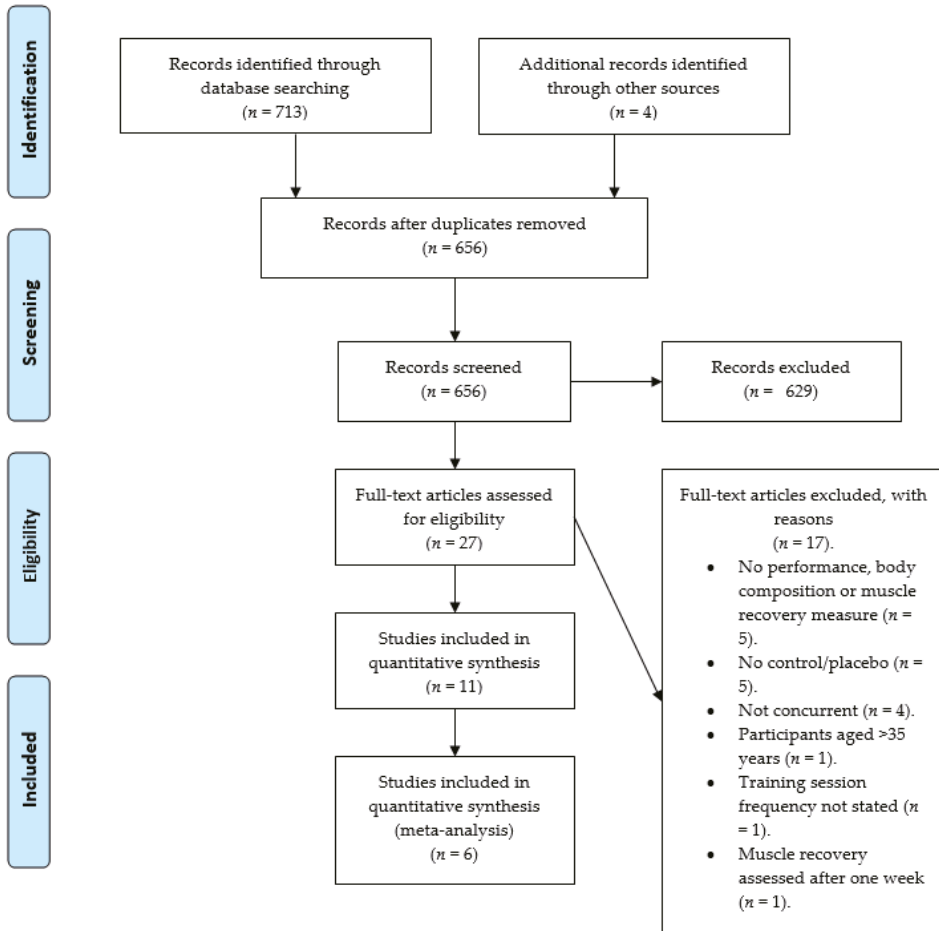 Identification
Records identified through
database searching
(n = 713)
Additional records identified
through other sources
(n = 4)
Records after duplicates removed
(n = 656)
Screening
Records screened
(n = 656)
Records excluded
(n = 629)
Eligibility
Full-text articles assessed
for eligibility
(n = 27)
Full-text articles excluded, with
reasons
(n = 17).
• No performance, body
composition or muscle
recovery measure (n =
5).
• No control/placebo (n =
5).
• Not concurrent (n = 4).
• Participants aged >35
years (n = 1).
• Training session
frequency not stated (n
= 1).
• Muscle recovery
assessed after one week
(n = 1).
Studies included in
quantitative synthesis
(n = 11)
Included
Studies included in
quantitative synthesis
(meta-analysis)
(n = 6)